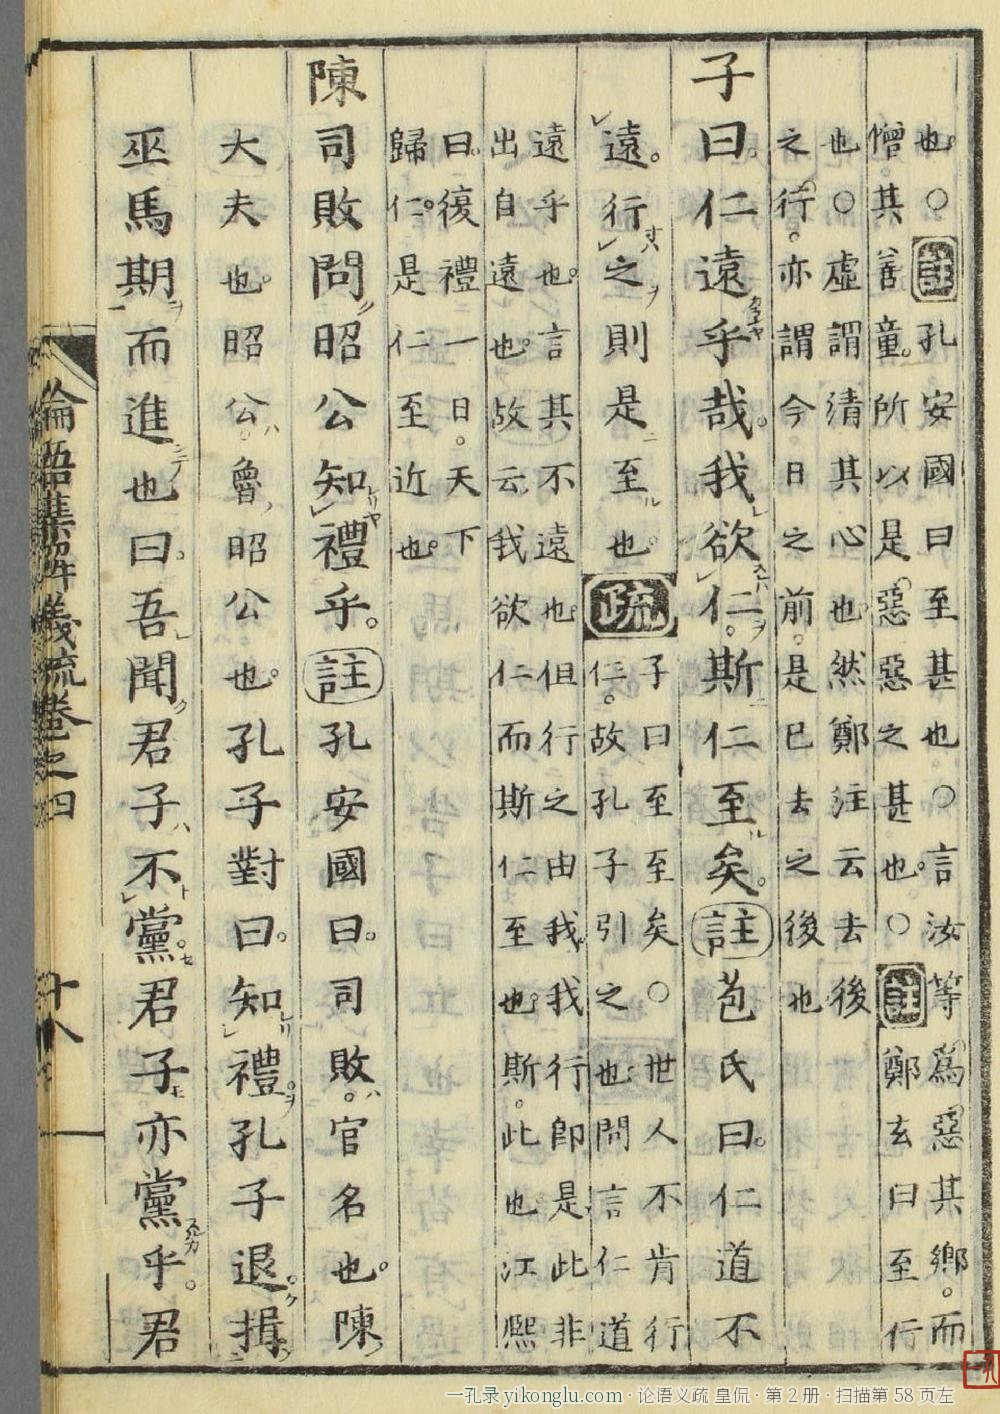 也。○註孔安國曰至甚也○言汝等為惡其鄉。而
憎其善童。所以是惡惡之甚也。○註鄭玄曰至行
也○虛謂清其心也。然鄭注云去後
之行。亦謂今日之前。是已去之後也
子曰。仁遠乎哉。我欲仁。斯仁至矣。註苞氏曰。仁道不
遠。行之則是至也。疏
子曰至至矣○世人不肯行
仁。故孔子引之也問言仁道
遠乎也。言其不遠也。但行之由我。我行即是此非
出自遠也。故云我欲仁而斯仁至也。斯。此也江熙
曰。復禮一日。天下
歸仁。是仁至近也。
陳司敗問昭公知禮乎。註孔安國曰。司敗。官名也。陳
大夫也。昭公。魯昭公也。孔子對曰。知禮。孔子退。揖
巫馬期而進也曰。吾聞君子不黨。君子亦黨乎。君
論語集解義疏卷之四
十八
一孔录 yikonglu.com · 论语义疏 皇侃 · 第 2 册 · 扫描第 58 页左